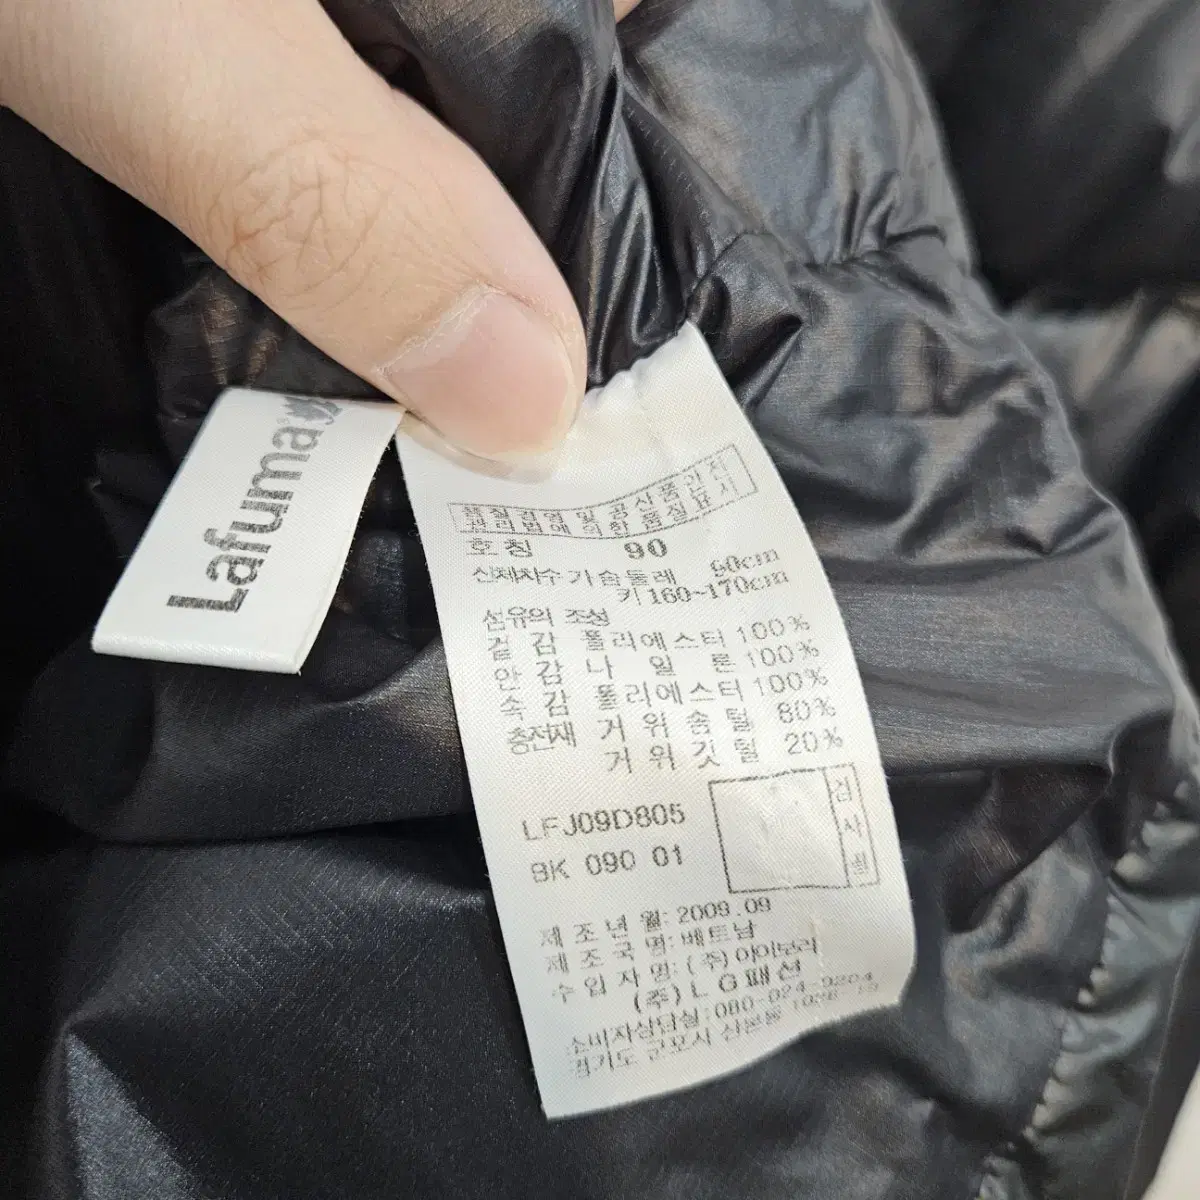 Lafuma
품질경영 및 공산품안전
관리법에 의한 품질표시
호칭 90
신체치수 가슴둘레 90cm
키 160~170cm
섬유의 조성
겉감 폴리에스터 100%
안감 나일론 100%
속감 폴리에스터 100%
충전재 거위솜털 80%
거위깃털 20%
LFJ09D805
BK 090 01
검사필
제조년월: 2009.09
제조국명: 베트남
수입자명: (주)아이보리
(주)LG패션
소비자상담실: 080-024-9204
경기도 군포시 산본동 1026-19